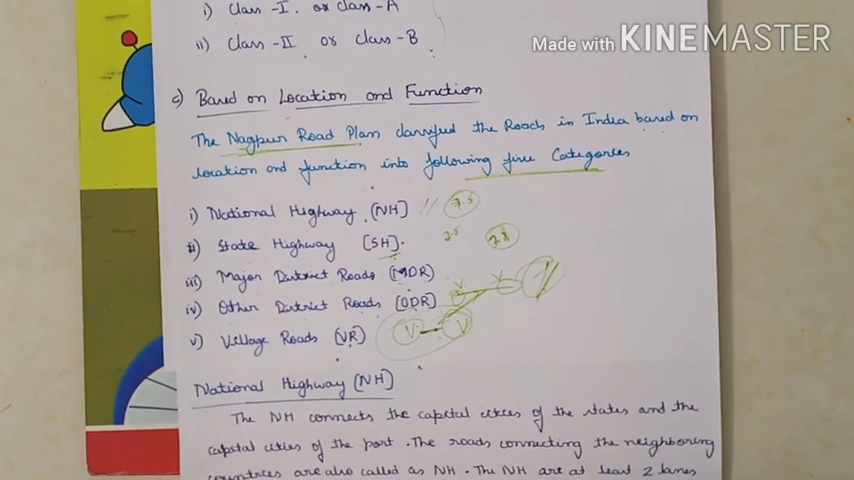 i) Class - I. or Class - A
ii) Class - II or Class - B
Made with KINEMASTER
c) Based on Location and Function
The Nagpur Road Plan classified the Roads in India based on
location and function into following five Categories
i) National Highway (NH) 7.5
ii) State Highway [SH].
iii) Major District Roads (MDR)
iv) Other District Roads [ODR]
v) Village Roads (VR) V V
National Highway (NH)
The NH connects the capital cities of the states and the
capital cities of the port. The roads connecting the neighboring
countries are also called as NH. The NH are at least 2 lanes